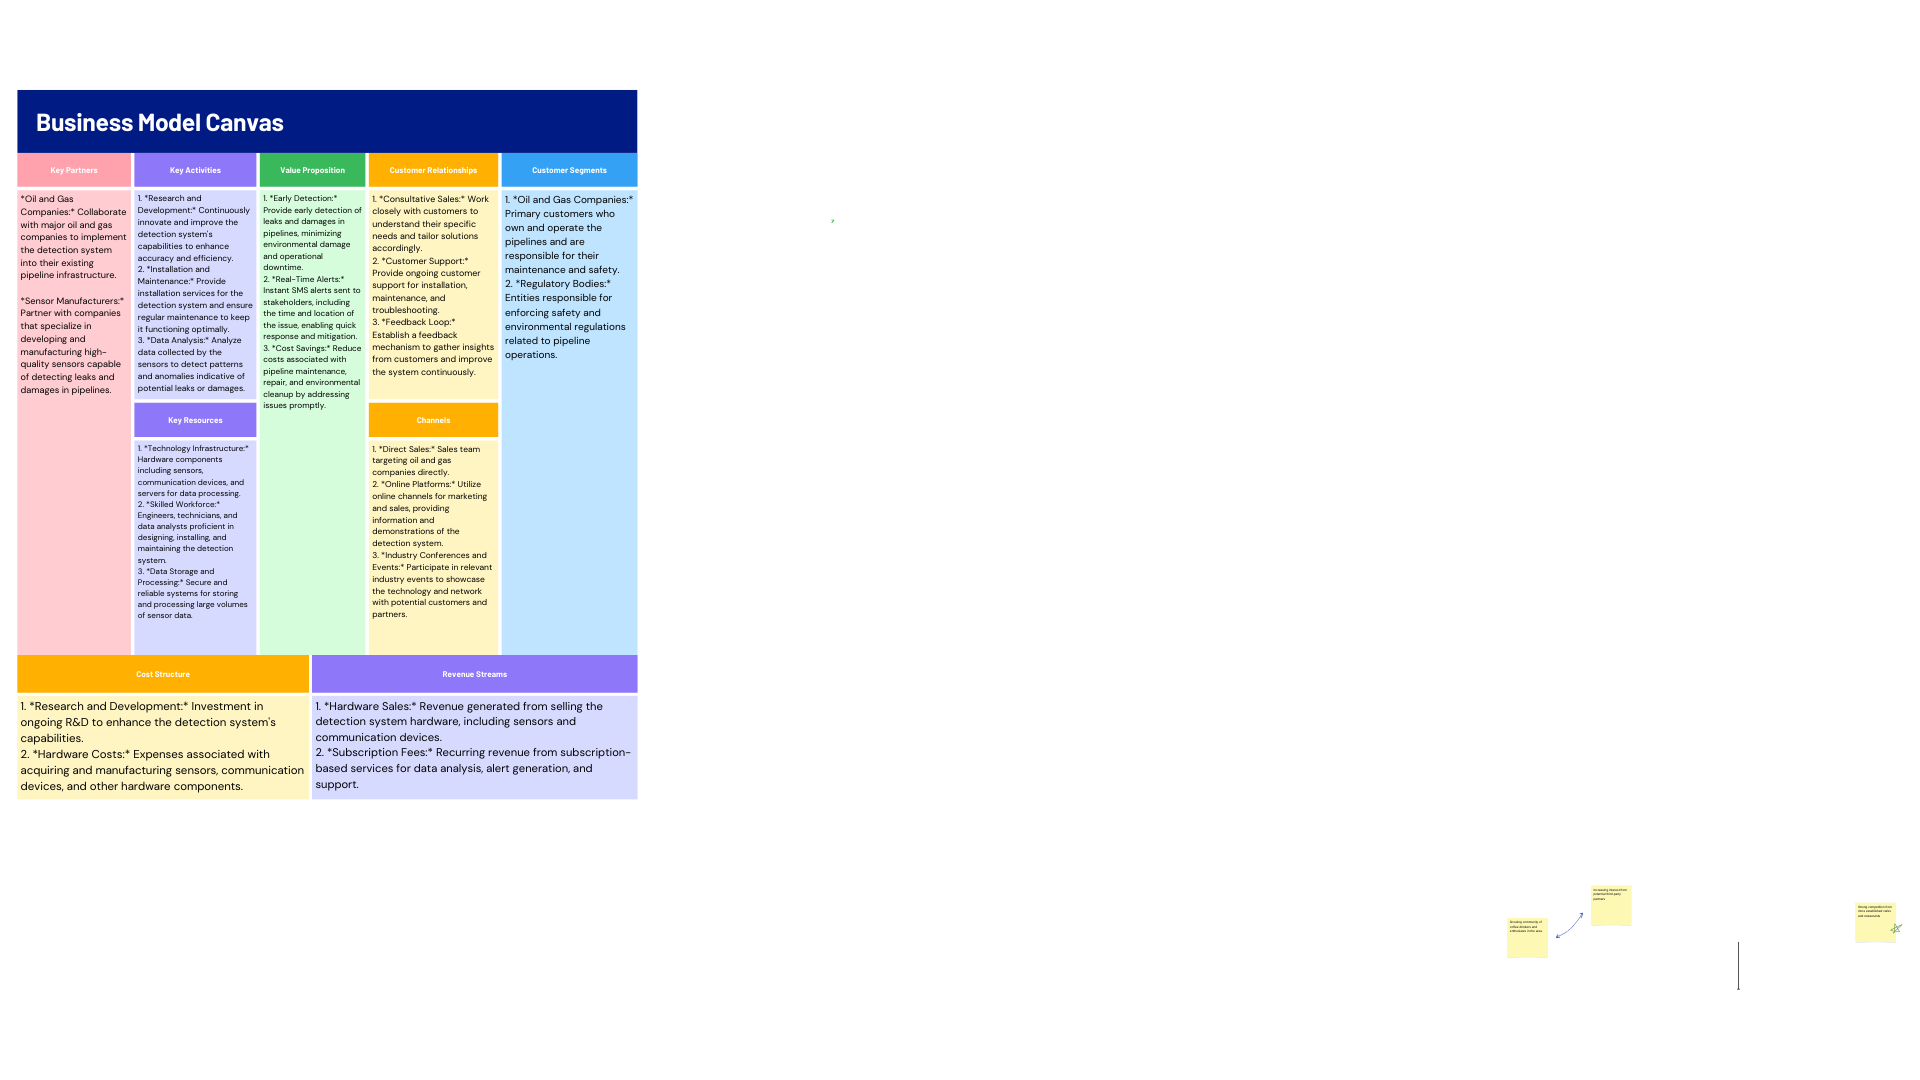 Business Model Canvas
Key Partners
*Oil and Gas
Companies:* Collaborate
with major oil and gas
companies to implement
the detection system
into their existing
pipeline infrastructure.
*Sensor Manufacturers:*
Partner with companies
that specialize in
developing and
manufacturing high-
quality sensors capable
of detecting leaks and
damages in pipelines.
Key Activities
1. *Research and
Development:* Continuously
innovate and improve the
detection system's
capabilities to enhance
accuracy and efficiency.
2. *Installation and
Maintenance:* Provide
installation services for the
detection system and ensure
regular maintenance to keep
it functioning optimally.
3. *Data Analysis:* Analyze
data collected by the
sensors to detect patterns
and anomalies indicative of
potential leaks or damages.
Key Resources
1. *Technology Infrastructure:*
Hardware components
including sensors,
communication devices, and
servers for data processing.
2. *Skilled Workforce:*
Engineers, technicians, and
data analysts proficient in
designing, installing, and
maintaining the detection
system.
3. *Data Storage and
Processing:* Secure and
reliable systems for storing
and processing large volumes
of sensor data.
Value Proposition
1. *Early Detection:*
Provide early detection of
leaks and damages in
pipelines, minimizing
environmental damage
and operational
downtime.
2. *Real-Time Alerts:*
Instant SMS alerts sent to
stakeholders, including
the time and location of
the issue, enabling quick
response and mitigation.
3. *Cost Savings:* Reduce
costs associated with
pipeline maintenance,
repair, and environmental
cleanup by addressing
issues promptly.
Customer Relationships
1. *Consultative Sales:* Work
closely with customers to
understand their specific
needs and tailor solutions
accordingly.
2. *Customer Support:*
Provide ongoing customer
support for installation,
maintenance, and
troubleshooting.
3. *Feedback Loop:*
Establish a feedback
mechanism to gather insights
from customers and improve
the system continuously.
Channels
1. *Direct Sales:* Sales team
targeting oil and gas
companies directly.
2. *Online Platforms:* Utilize
online channels for marketing
and sales, providing
information and
demonstrations of the
detection system.
3. *Industry Conferences and
Events:* Participate in relevant
industry events to showcase
the technology and network
with potential customers and
partners.
Customer Segments
1. *Oil and Gas Companies:*
Primary customers who
own and operate the
pipelines and are
responsible for their
maintenance and safety.
2. *Regulatory Bodies:*
Entities responsible for
enforcing safety and
environmental regulations
related to pipeline
operations.
Cost Structure
1. *Research and Development:* Investment in
ongoing R&D to enhance the detection system's
capabilities.
2. *Hardware Costs:* Expenses associated with
acquiring and manufacturing sensors, communication
devices, and other hardware components.
Revenue Streams
1. *Hardware Sales:* Revenue generated from selling the
detection system hardware, including sensors and
communication devices.
2. *Subscription Fees:* Recurring revenue from subscription-
based services for data analysis, alert generation, and
support.
Increasing interest from
potential third-party
partners